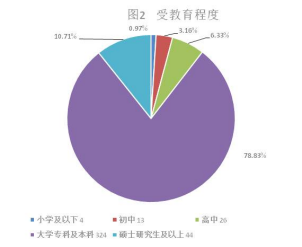 图2 受教育程度
0.97%
3.16%
6.33%
10.71%
78.83%
小学及以下 4
初中 13
高中 26
大学专科及本科 324
硕士研究生及以上 44